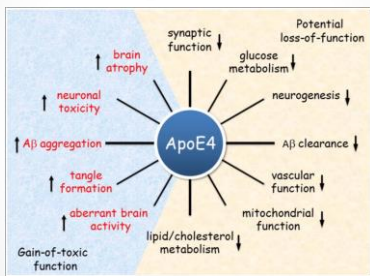 Potential
loss-of-function
synaptic
function ↓
glucose
metabolism ↓
neurogenesis ↓
Aβ clearance ↓
vascular
function ↓
mitochondrial
function ↓
lipid/cholesterol
metabolism ↓
ApoE4
↑ brain
atrophy
↑ neuronal
toxicity
↑ Aβ aggregation
↑ tangle
formation
↑ aberrant brain
activity
Gain-of-toxic
function